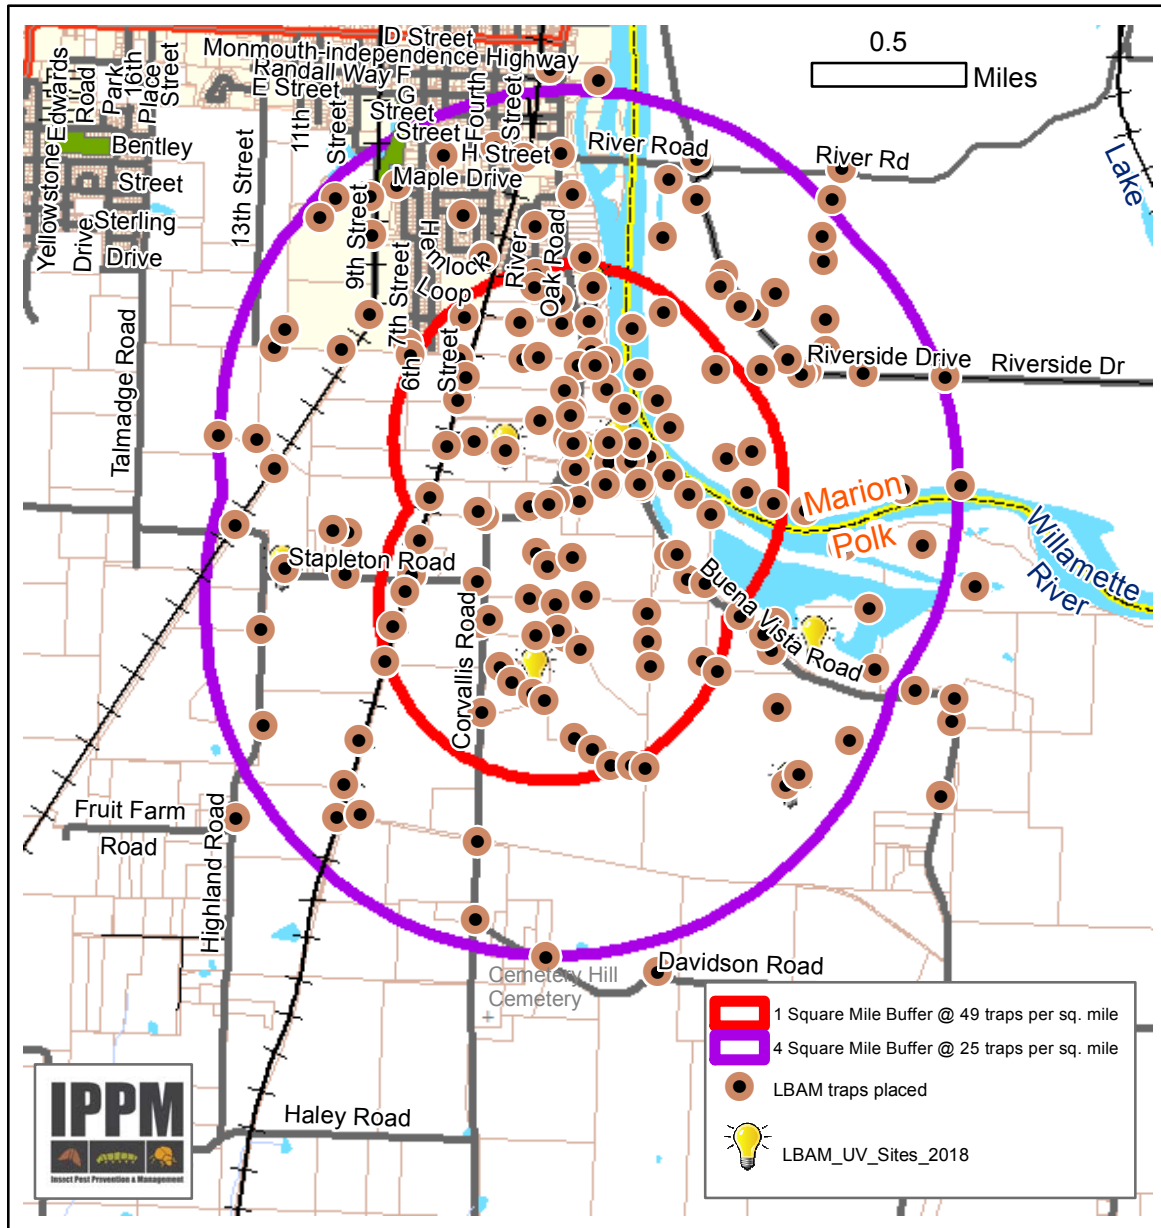 D Street
Monmouth-independence Highway
Randall Way
E Street
F
G
Street
Street
Fourth
Street
H Street
Maple Drive
Edwards
Road
Park
16th
Place
Street
11th
Street
13th Street
Yellowstone
Bentley
Street
Sterling
Drive
Drive
9th Street
7th Street
6th
Street
Hemlock
Loop
River
Oak Road
River Road
River Rd
0.5
Miles
Lake
Talmadge Road
Riverside Drive
Riverside Dr
Marion
Polk
Willamette
River
Stapleton Road
Buena Vista Road
Corvallis Road
Fruit Farm
Road
Highland Road
Cemetery Hill
Cemetery
Davidson Road
Haley Road
1 Square Mile Buffer @ 49 traps per sq. mile
4 Square Mile Buffer @ 25 traps per sq. mile
LBAM traps placed
LBAM_UV_Sites_2018
IPPM
Insect Pest Prevention & Management